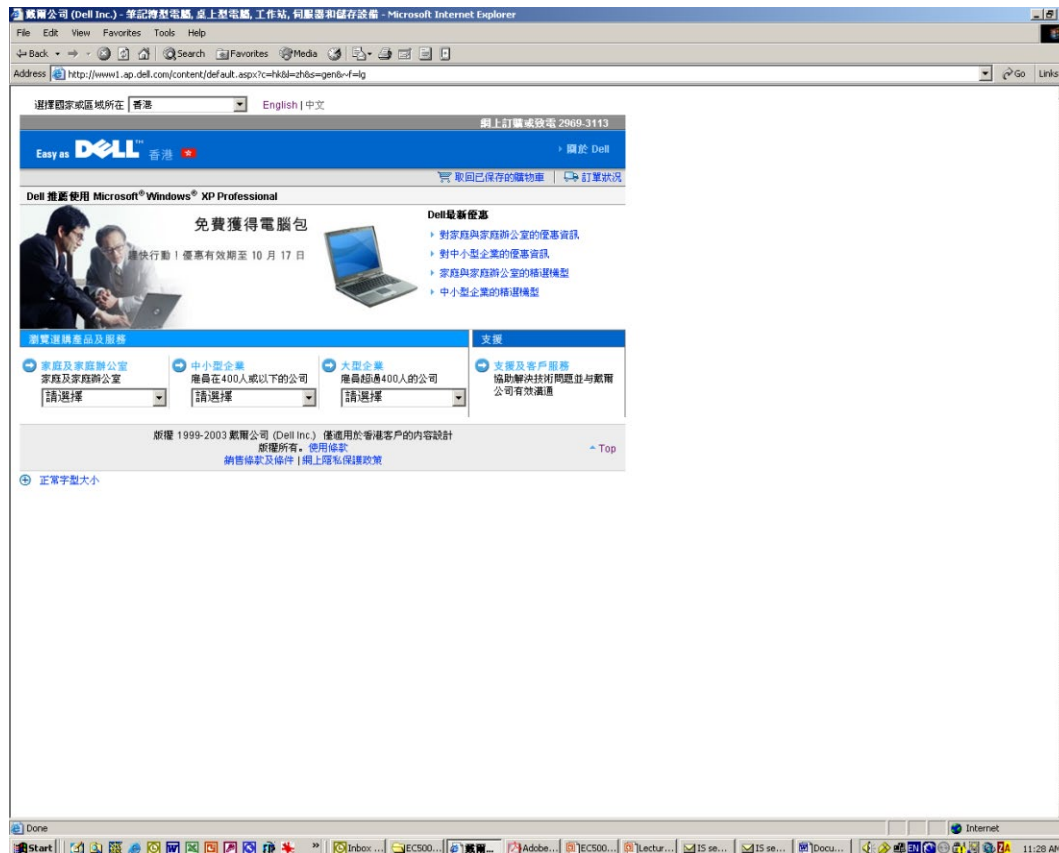 戴爾公司 (Dell Inc.) - 筆記簿型電腦, 桌上型電腦, 工作站, 伺服器和儲存設備 - Microsoft Internet Explorer
File Edit View Favorites Tools Help
Back Search Favorites Media
Address http://www1.ap.dell.com/content/default.aspx?c=hk&l=zh&s=gen&~f=lg Go Links
選擇國家或區域所在 香港 English | 中文
網上訂購或致電 2969-3113
Easy as DELL™ 香港 關於 Dell
取回已保存的購物車 訂單狀況
Dell 推薦使用 Microsoft® Windows® XP Professional
免費獲得電腦包
趕快行動！優惠有效期至 10 月 17 日
Dell最新優惠
對家庭與家庭辦公室的優惠資訊
對中小型企業的優惠資訊
家庭與家庭辦公室的精選機型
中小型企業的精選機型
瀏覽選購產品及服務 支援
家庭及家庭辦公室
家庭及家庭辦公室
請選擇
中小型企業
雇員在400人或以下的公司
請選擇
大型企業
雇員超過400人的公司
請選擇
支援及客戶服務
協助解決技術問題並与戴爾
公司有效溝通
版權 1999-2003 戴爾公司 (Dell Inc.) 僅適用於香港客戶的內容設計
版權所有。 使用條款
銷售條款及條件 | 網上隱私保護政策
Top
正常字型大小
Done Internet
Start Inbox ... EC500... 戴爾... Adobe... EC500... Lectur... IS se... IS se... Docu... 11:28 AM